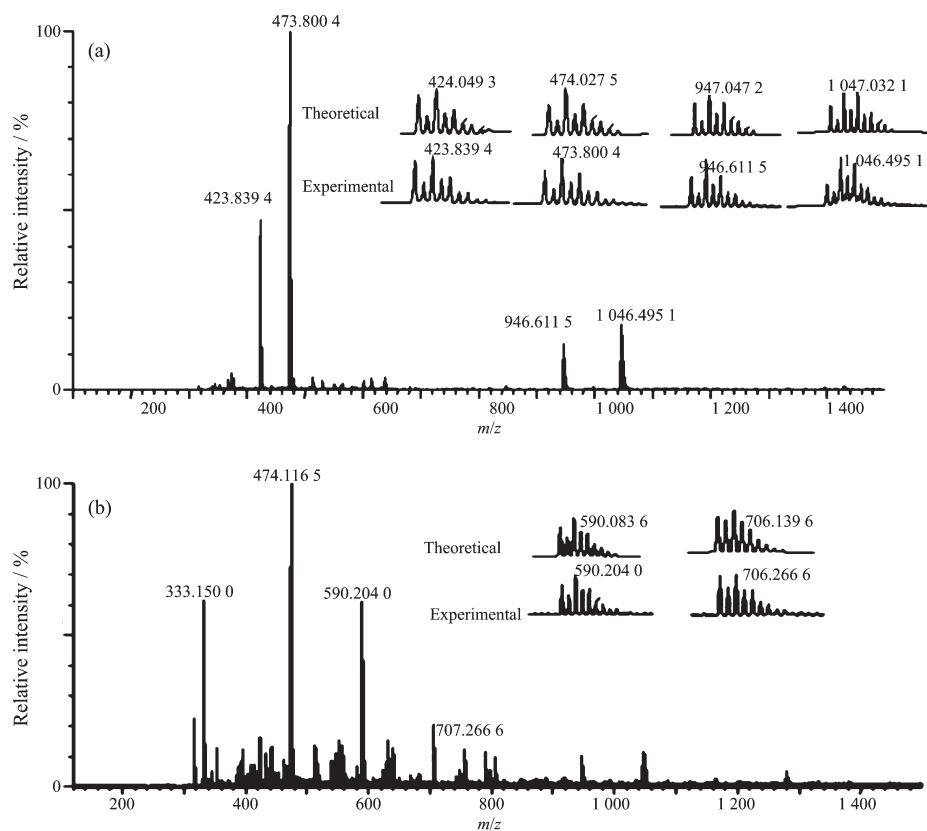 473.800 4
100
(a)
424.049 3
474.027 5
947.047 2
1 047.032 1
Theoretical
423.839 4
473.800 4
946.611 5
1 046.495 1
Experimental
423.839 4
Relative intensity / %
946.611 5
1 046.495 1
0
200
400
600
800
1 000
1 200
1 400
m/z
474.116 5
100
(b)
590.083 6
706.139 6
Theoretical
590.204 0
706.266 6
333.150 0
590.204 0
Experimental
Relative intensity / %
707.266 6
0
200
400
600
800
1 000
1 200
1 400
m/z